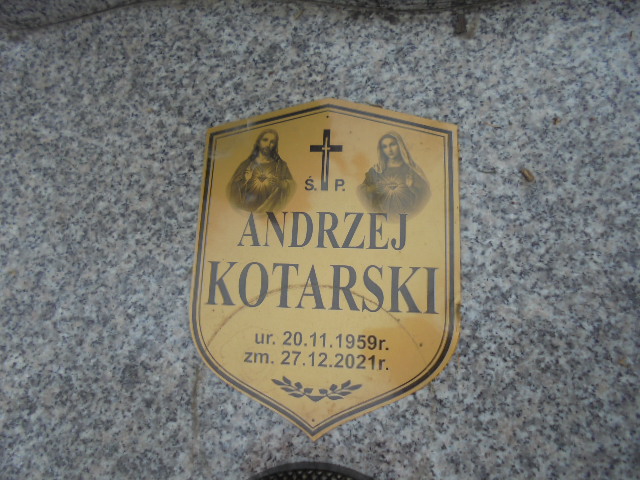 Ś. P.
ANDRZEJ
KOTARSKI
ur. 20.11.1959r.
zm. 27.12.2021r.